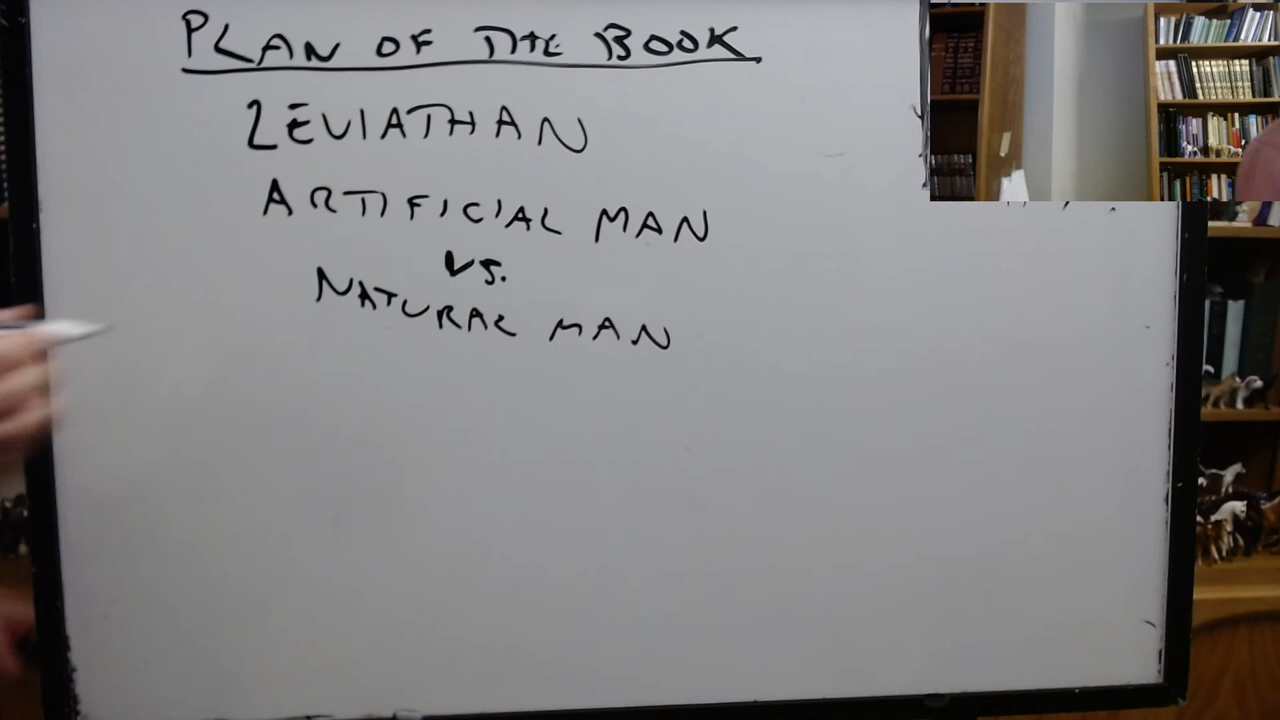 PLAN OF THE BOOK
LEVIATHAN
ARTIFICIAL MAN
VS.
NATURAL MAN